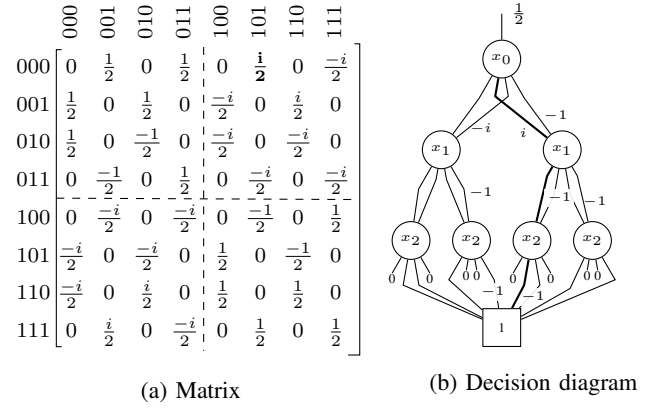 000 001 010 011 100 101 110 111
000 0 1/2 0 1/2 0 i/2 0 -i/2
001 1/2 0 1/2 0 -i/2 0 i/2 0
010 1/2 0 -1/2 0 -i/2 0 -i/2 0
011 0 -1/2 0 1/2 0 -i/2 0 -i/2
100 0 -i/2 0 -i/2 0 -1/2 0 1/2
101 -i/2 0 -i/2 0 1/2 0 -1/2 0
110 -i/2 0 i/2 0 1/2 0 1/2 0
111 0 i/2 0 -i/2 0 1/2 0 1/2
(a) Matrix
1/2
x0
-i i -1
x1 x1
-1 -1 -1
x2 x2 x2 x2
0 0 0 0 0 0 0 0
-1 -1
1
(b) Decision diagram